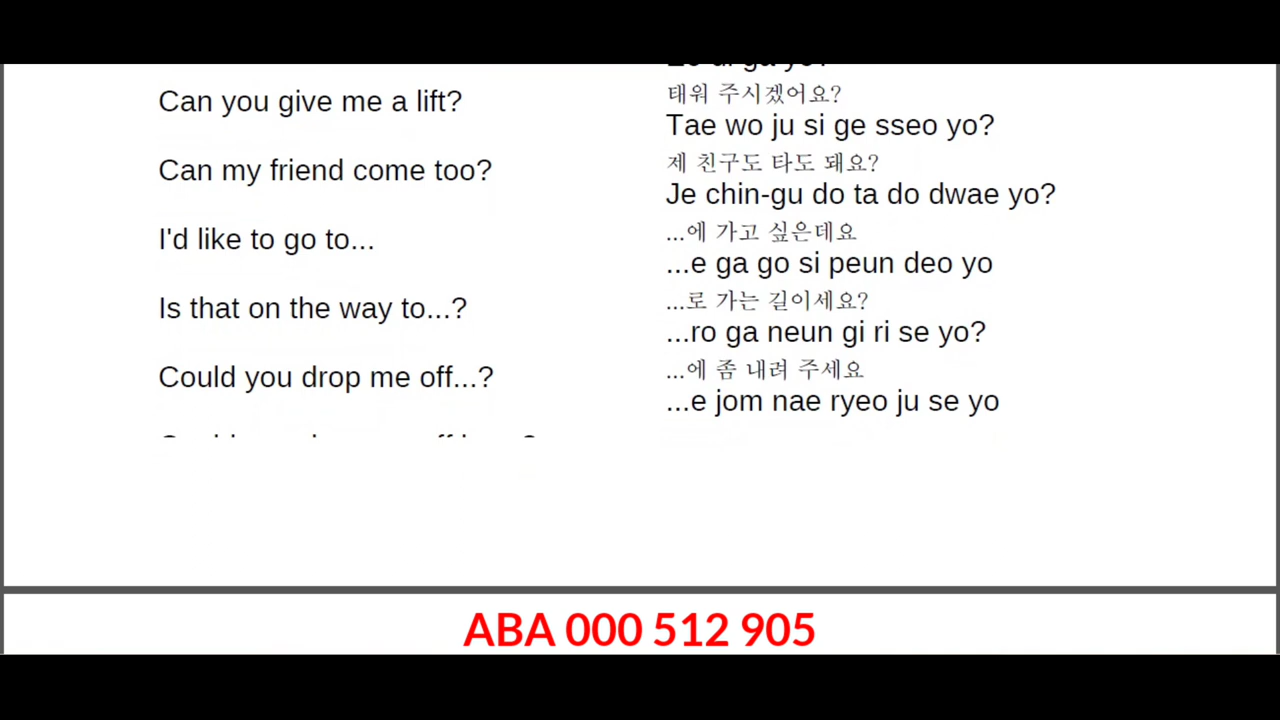 Can you give me a lift?
태워 주시겠어요?
Tae wo ju si ge sseo yo?
Can my friend come too?
제 친구도 타도 돼요?
Je chin-gu do ta do dwae yo?
I'd like to go to...
...에 가고 싶은데요
...e ga go si peun deo yo
Is that on the way to...?
...로 가는 길이세요?
...ro ga neun gi ri se yo?
Could you drop me off...?
...에 좀 내려 주세요
...e jom nae ryeo ju se yo
ABA 000 512 905